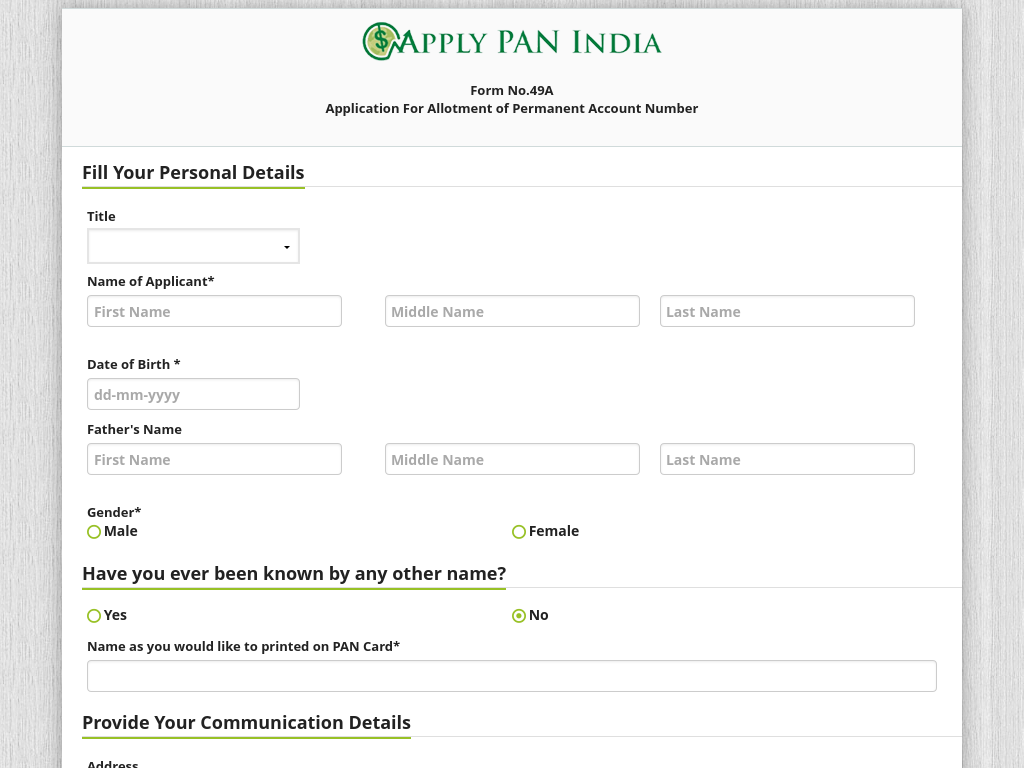 APPLY PAN INDIA
Form No.49A
Application For Allotment of Permanent Account Number
Fill Your Personal Details
Title
Name of Applicant*
First Name Middle Name Last Name
Date of Birth *
dd-mm-yyyy
Father's Name
First Name Middle Name Last Name
Gender*
Male Female
Have you ever been known by any other name?
Yes No
Name as you would like to printed on PAN Card*
Provide Your Communication Details
Address